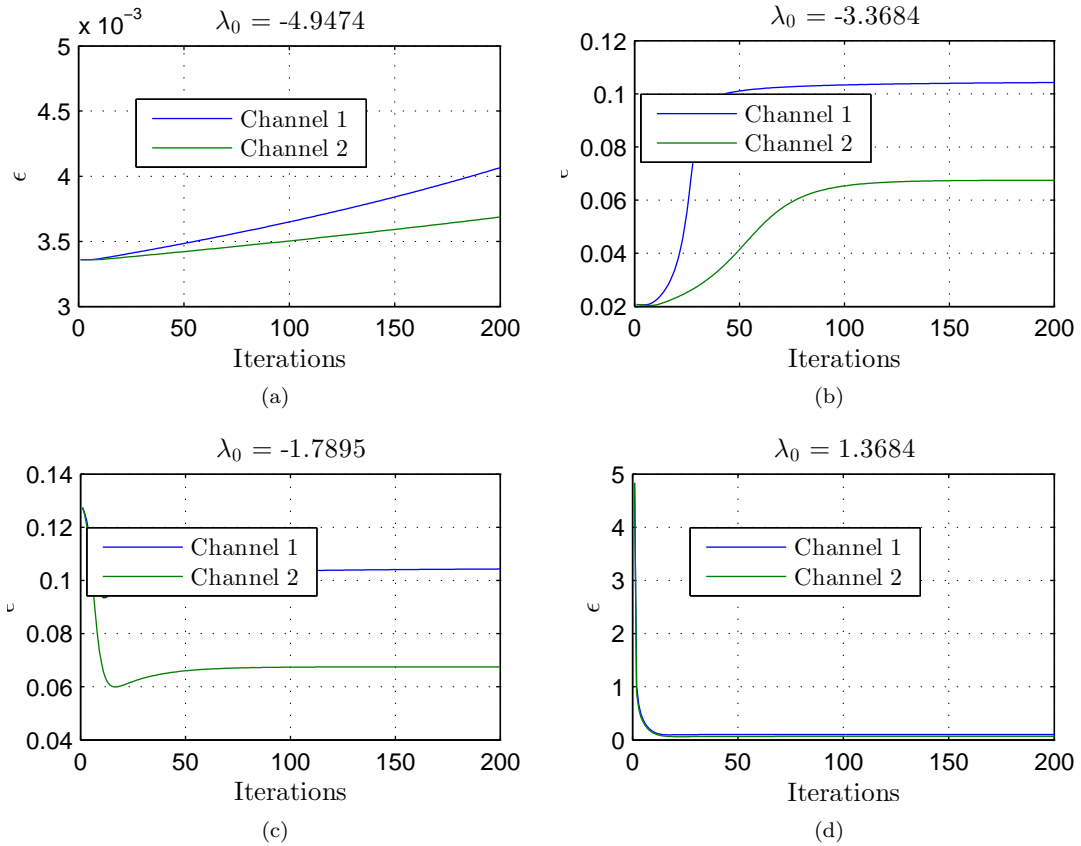 × 10⁻³
λ₀ = -4.9474
5
4.5
4
3.5
3
ϵ
Channel 1
Channel 2
0
50
100
150
200
Iterations
(a)
λ₀ = -3.3684
0.12
0.1
0.08
0.06
0.04
0.02
Channel 1
Channel 2
0
50
100
150
200
Iterations
(b)
λ₀ = -1.7895
0.14
0.12
0.1
0.08
0.06
0.04
Channel 1
Channel 2
0
50
100
150
200
Iterations
(c)
λ₀ = 1.3684
5
4
3
2
1
0
ϵ
Channel 1
Channel 2
0
50
100
150
200
Iterations
(d)